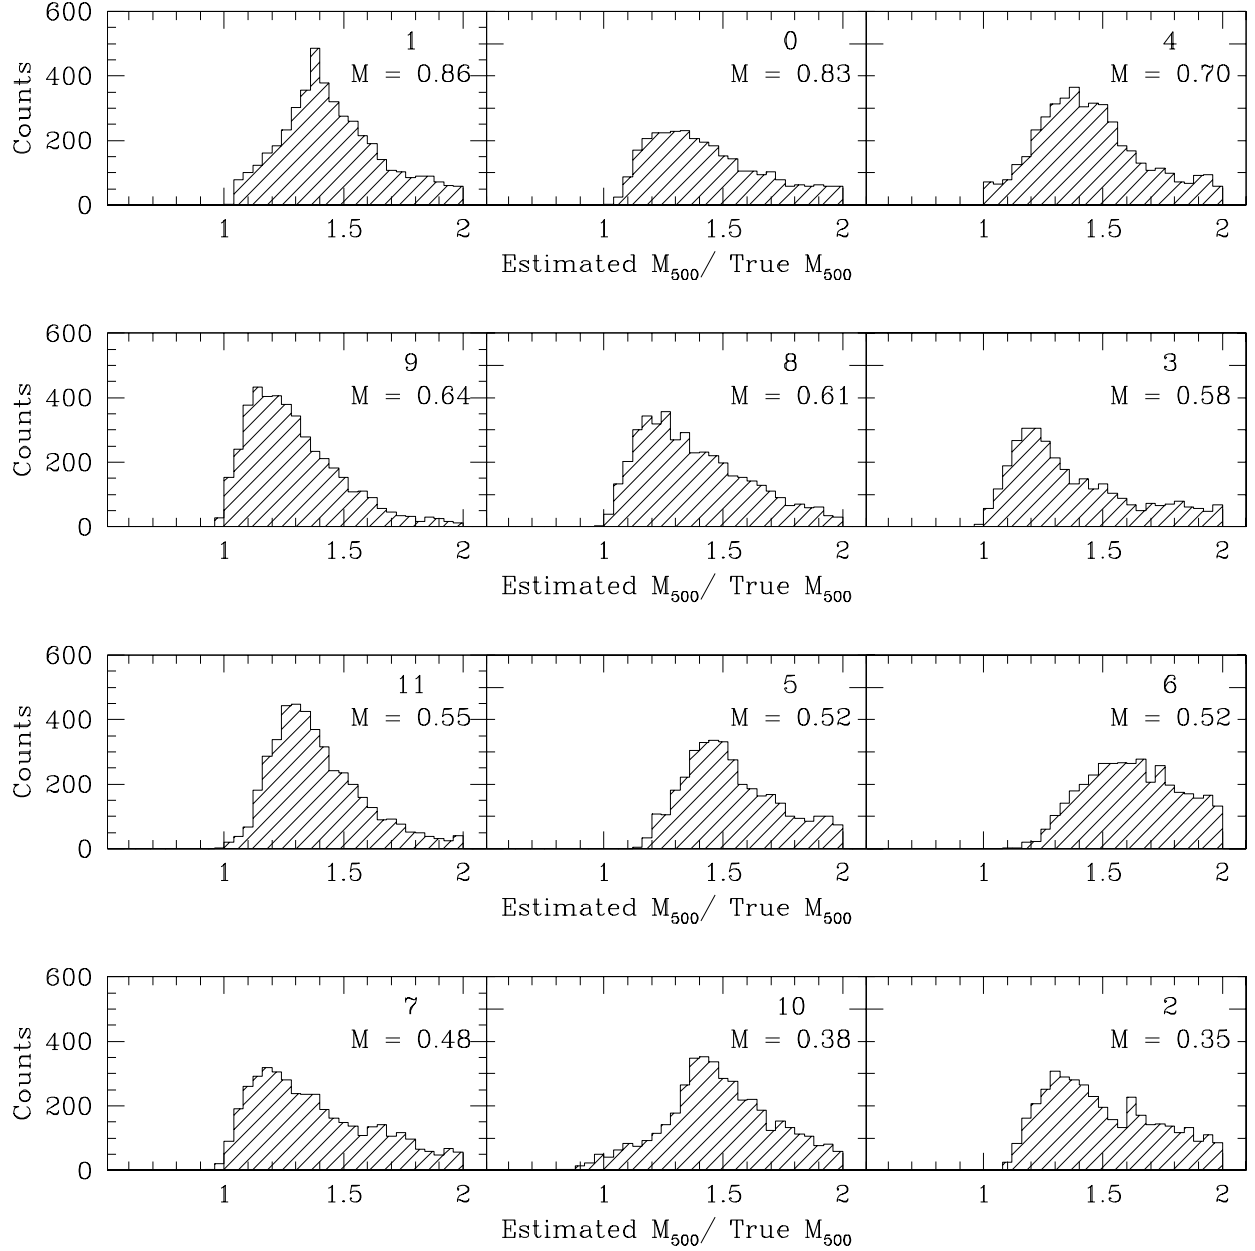 600 1 0 4
M = 0.86 M = 0.83 M = 0.70
400
Counts
200
0
1 1.5 2 1 1.5 2 1 1.5 2
Estimated M500/ True M500
600 9 8 3
M = 0.64 M = 0.61 M = 0.58
400
Counts
200
0
1 1.5 2 1 1.5 2 1 1.5 2
Estimated M500/ True M500
600 11 5 6
M = 0.55 M = 0.52 M = 0.52
400
Counts
200
0
1 1.5 2 1 1.5 2 1 1.5 2
Estimated M500/ True M500
600 7 10 2
M = 0.48 M = 0.38 M = 0.35
400
Counts
200
0
1 1.5 2 1 1.5 2 1 1.5 2
Estimated M500/ True M500